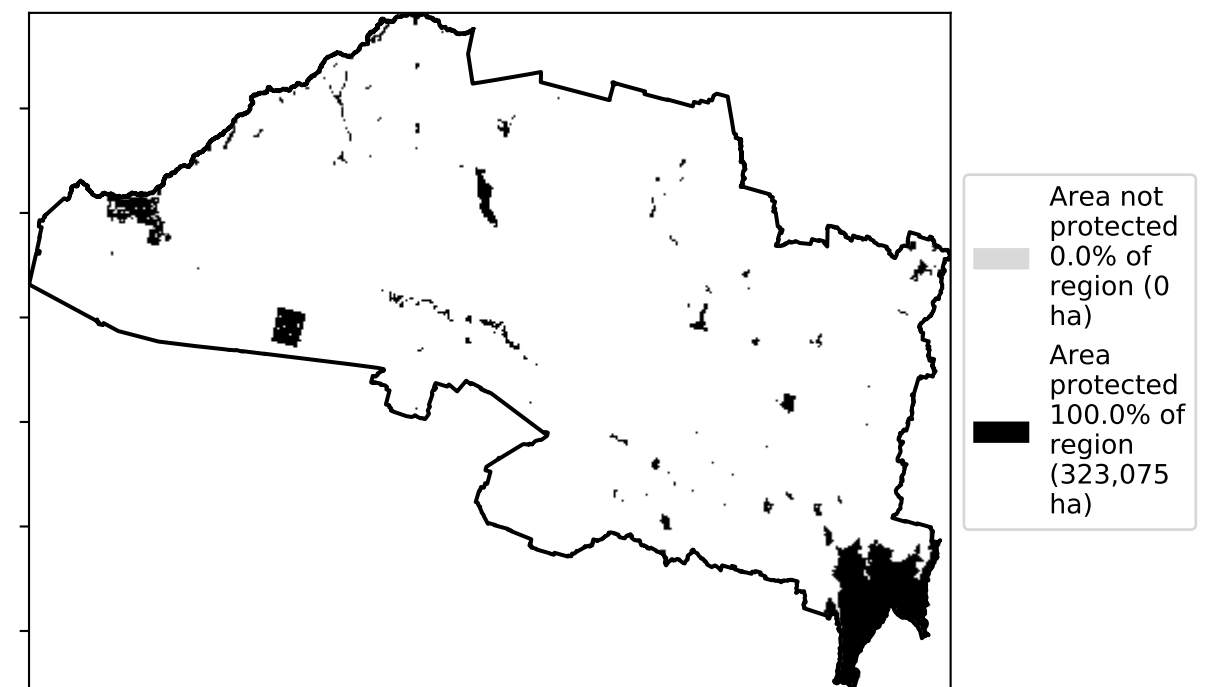 Area not
protected
0.0% of
region (0
ha)
Area
protected
100.0% of
region
(323,075
ha)